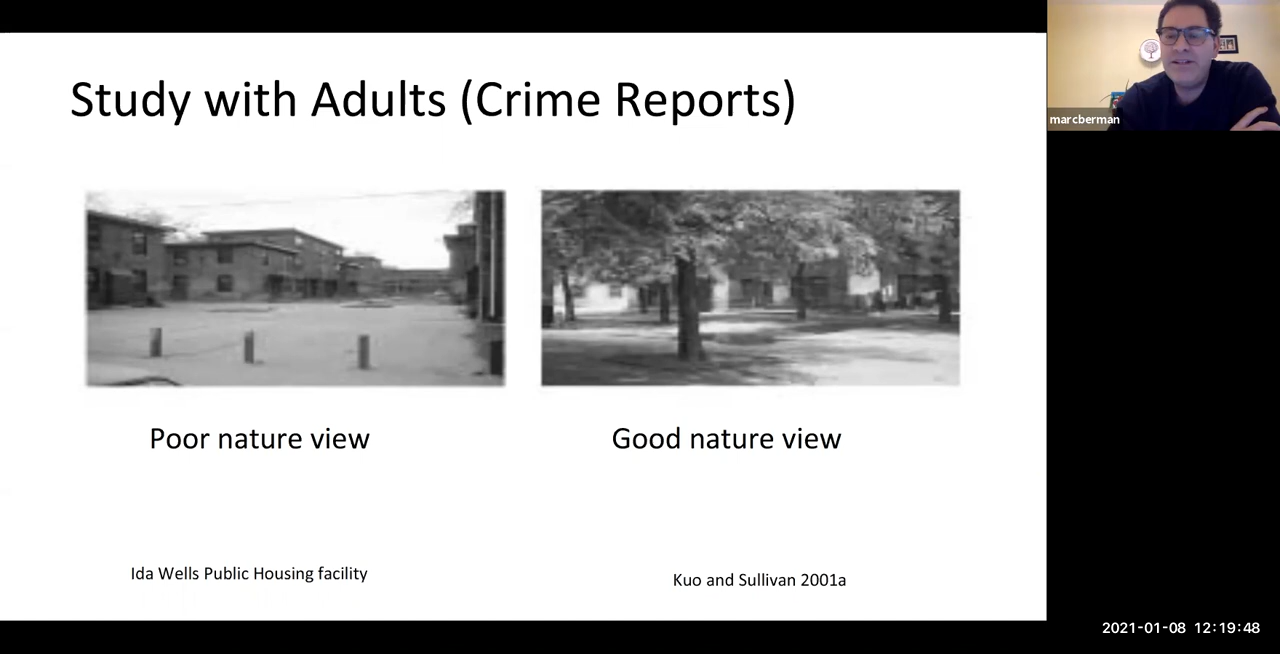 Study with Adults (Crime Reports)
marcberman
Poor nature view
Good nature view
Ida Wells Public Housing facility
Kuo and Sullivan 2001a
2021-01-08 12:19:48